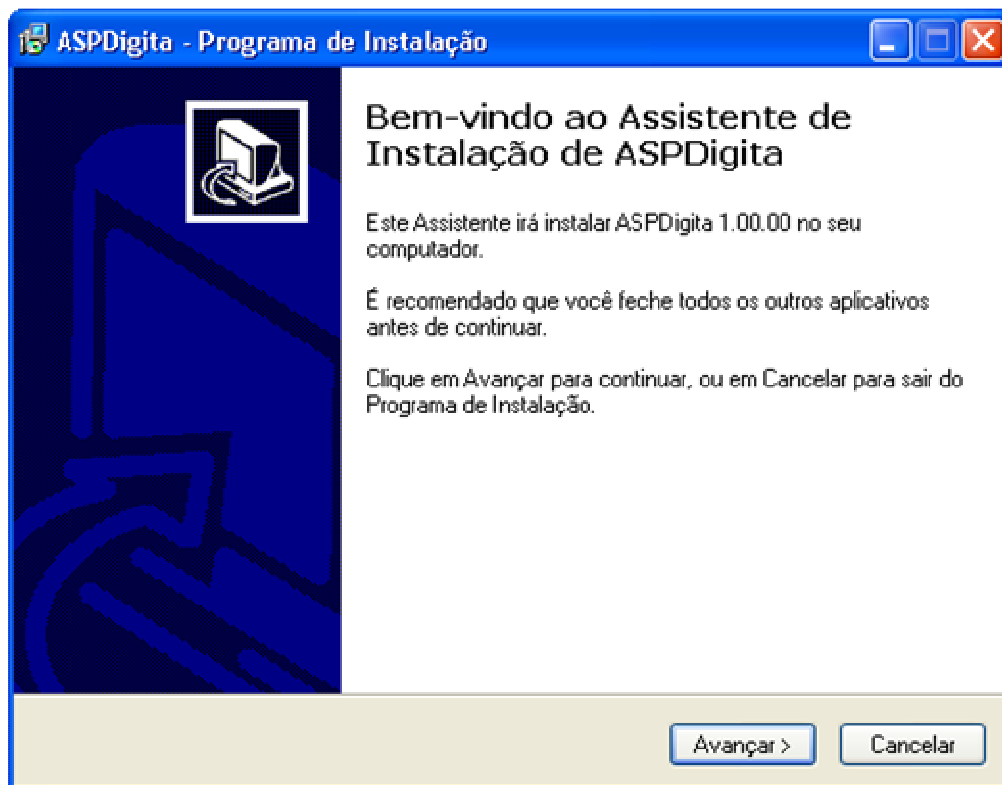 ASPDigita - Programa de Instalação
Bem-vindo ao Assistente de
Instalação de ASPDigita
Este Assistente irá instalar ASPDigita 1.00.00 no seu
computador.
É recomendado que você feche todos os outros aplicativos
antes de continuar.
Clique em Avançar para continuar, ou em Cancelar para sair do
Programa de Instalação.
Avançar >
Cancelar